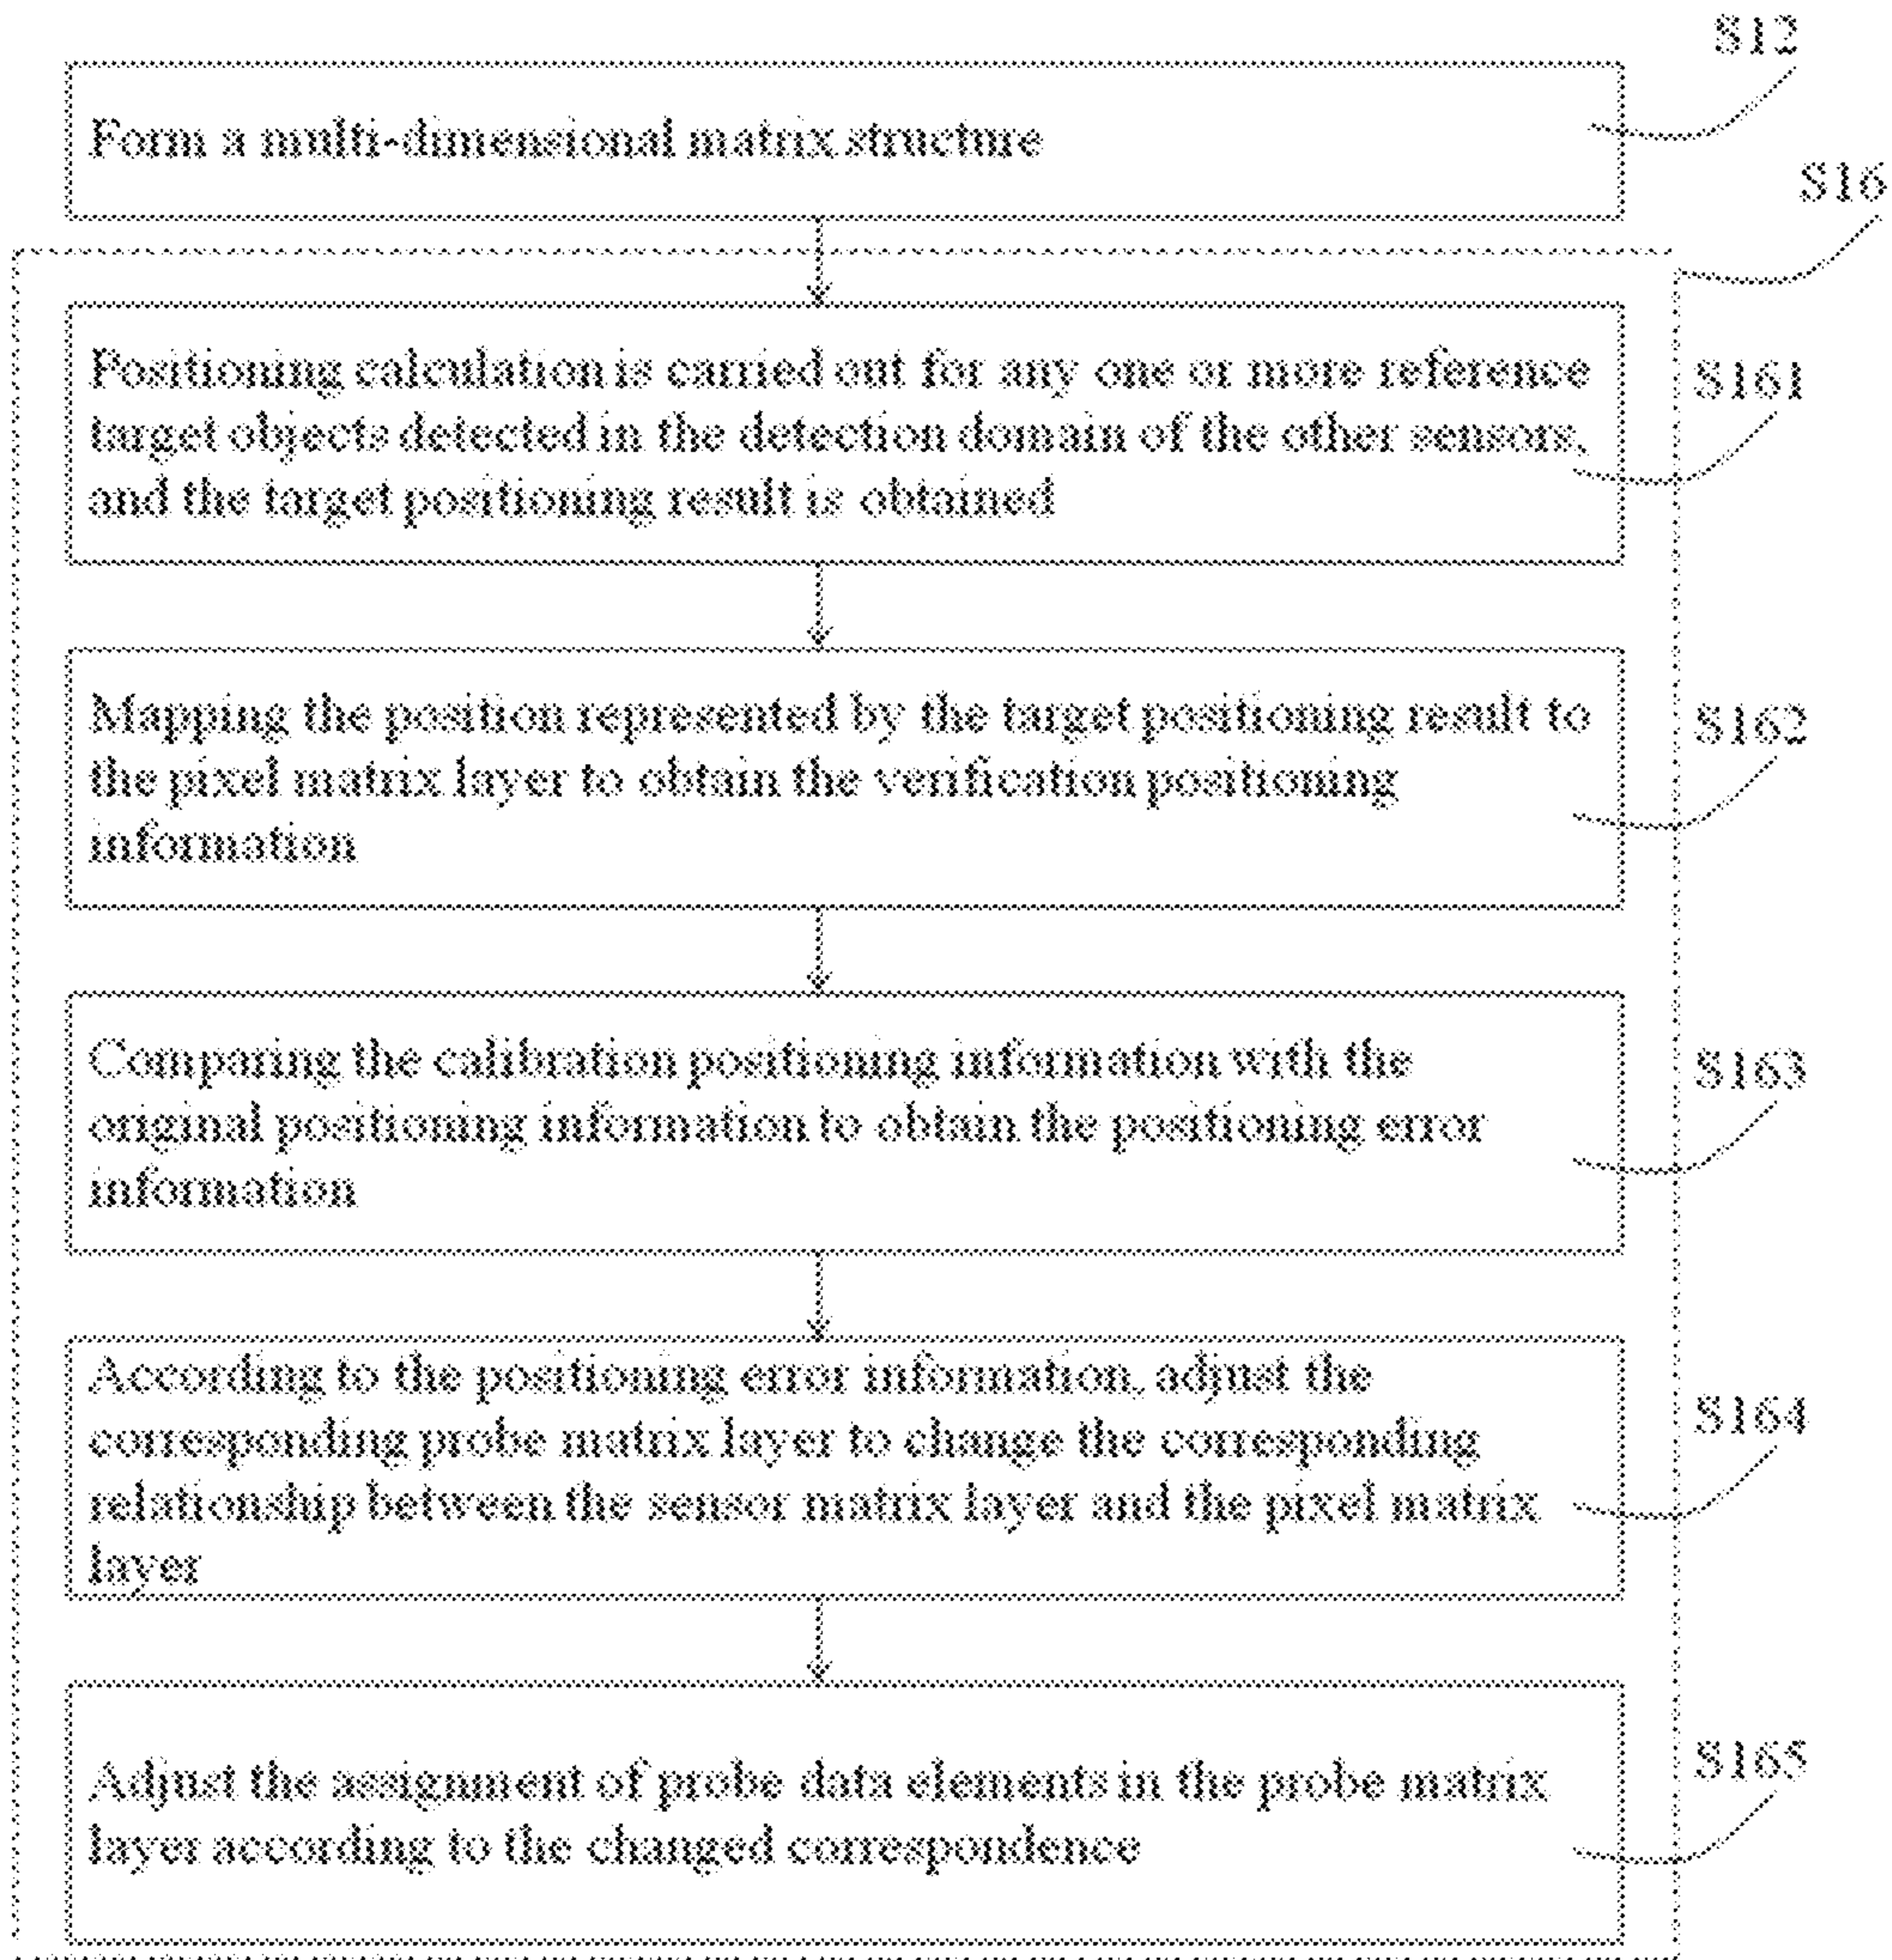 S12
Form a multi-dimensional matrix structure
S16
Positioning calculation is carried out for any one or more reference
target objects detected in the detection domain of the other sensors,
and the target positioning result is obtained
S161
Mapping the position represented by the target positioning result to
the pixel matrix layer to obtain the verification positioning
information
S162
Comparing the calibration positioning information with the
original positioning information to obtain the positioning error
information
S163
According to the positioning error information, adjust the
corresponding probe matrix layer to change the corresponding
relationship between the sensor matrix layer and the pixel matrix
layer
S164
Adjust the assignment of probe data elements in the probe matrix
layer according to the changed correspondence
S165